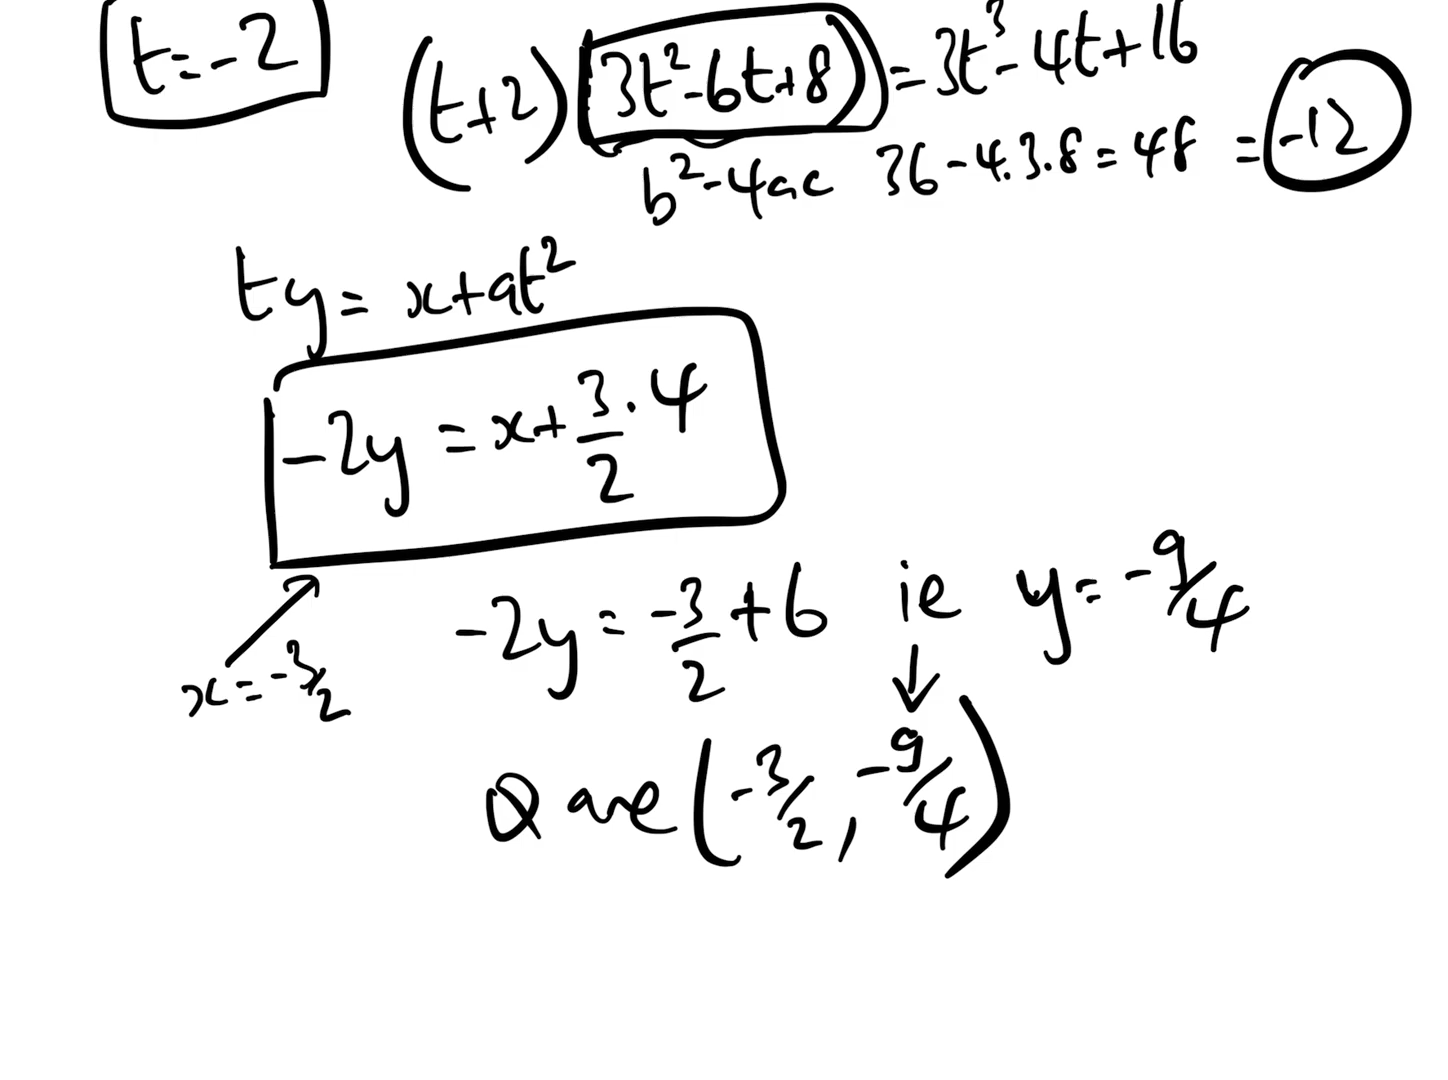 t=-2
(t+2)(3t²-6t+8)=3t³-4t+16
b²-4ac 36-4.3.8=48 =-12
ty=x+at²
-2y=x+3/2.4
x=-3/2
-2y=-3/2+6 ie y=-9/4
Q are (-3/2,-9/4)